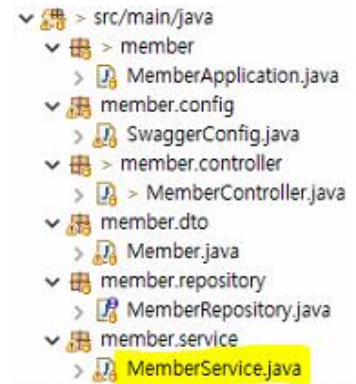 > src/main/java
> member
MemberApplication.java
member.config
SwaggerConfig.java
> member.controller
> MemberController.java
member.dto
Member.java
member.repository
MemberRepository.java
member.service
MemberService.java